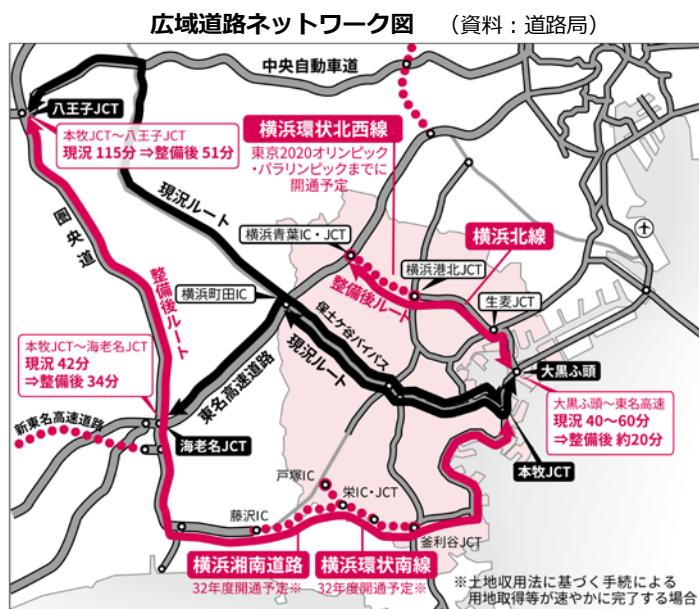 広域道路ネットワーク図 （資料：道路局）
中央自動車道
八王子JCT
本牧JCT～八王子JCT
現況 115分 ⇒整備後 51分
横浜環状北西線
東京2020オリンピック
・パラリンピックまでに
開通予定
現況ルート
圏央道
横浜青葉IC・JCT
横浜北線
横浜港北JCT
整備後ルート
横浜町田IC
生麦JCT
整備後ルート
保土ケ谷バイパス
現況ルート
本牧JCT～海老名JCT
現況 42分
⇒整備後 34分
東名高速道路
大黒ふ頭
大黒ふ頭～東名高速
現況 40～60分
⇒整備後 約20分
新東名高速道路
海老名JCT
本牧JCT
戸塚IC
栄IC・JCT
藤沢IC
釜利谷JCT
横浜湘南道路
32年度開通予定※
横浜環状南線
32年度開通予定※
※土地収用法に基づく手続による
用地取得等が速やかに完了する場合